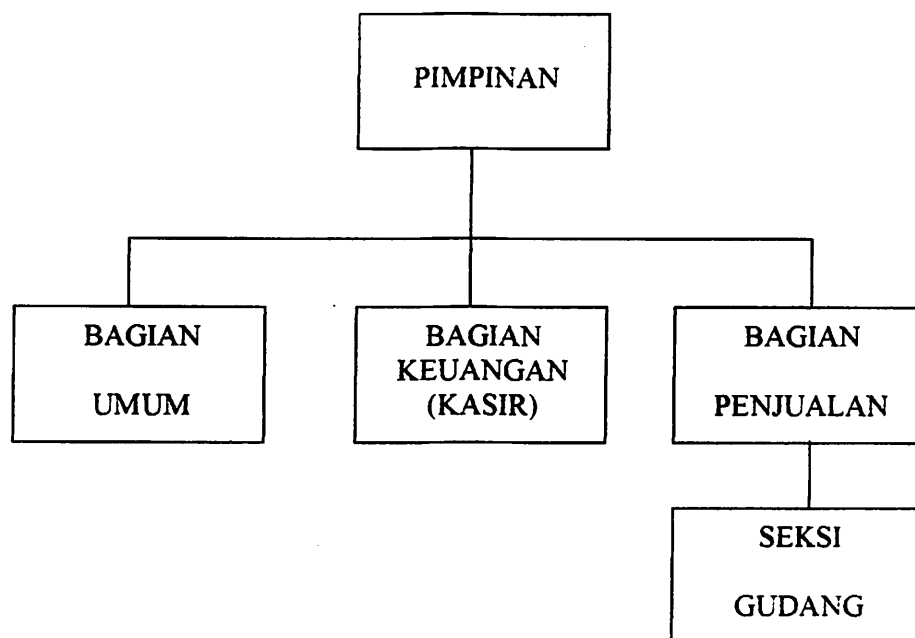 PIMPINAN
BAGIAN
UMUM
BAGIAN
KEUANGAN
(KASIR)
BAGIAN
PENJUALAN
SEKSI
GUDANG